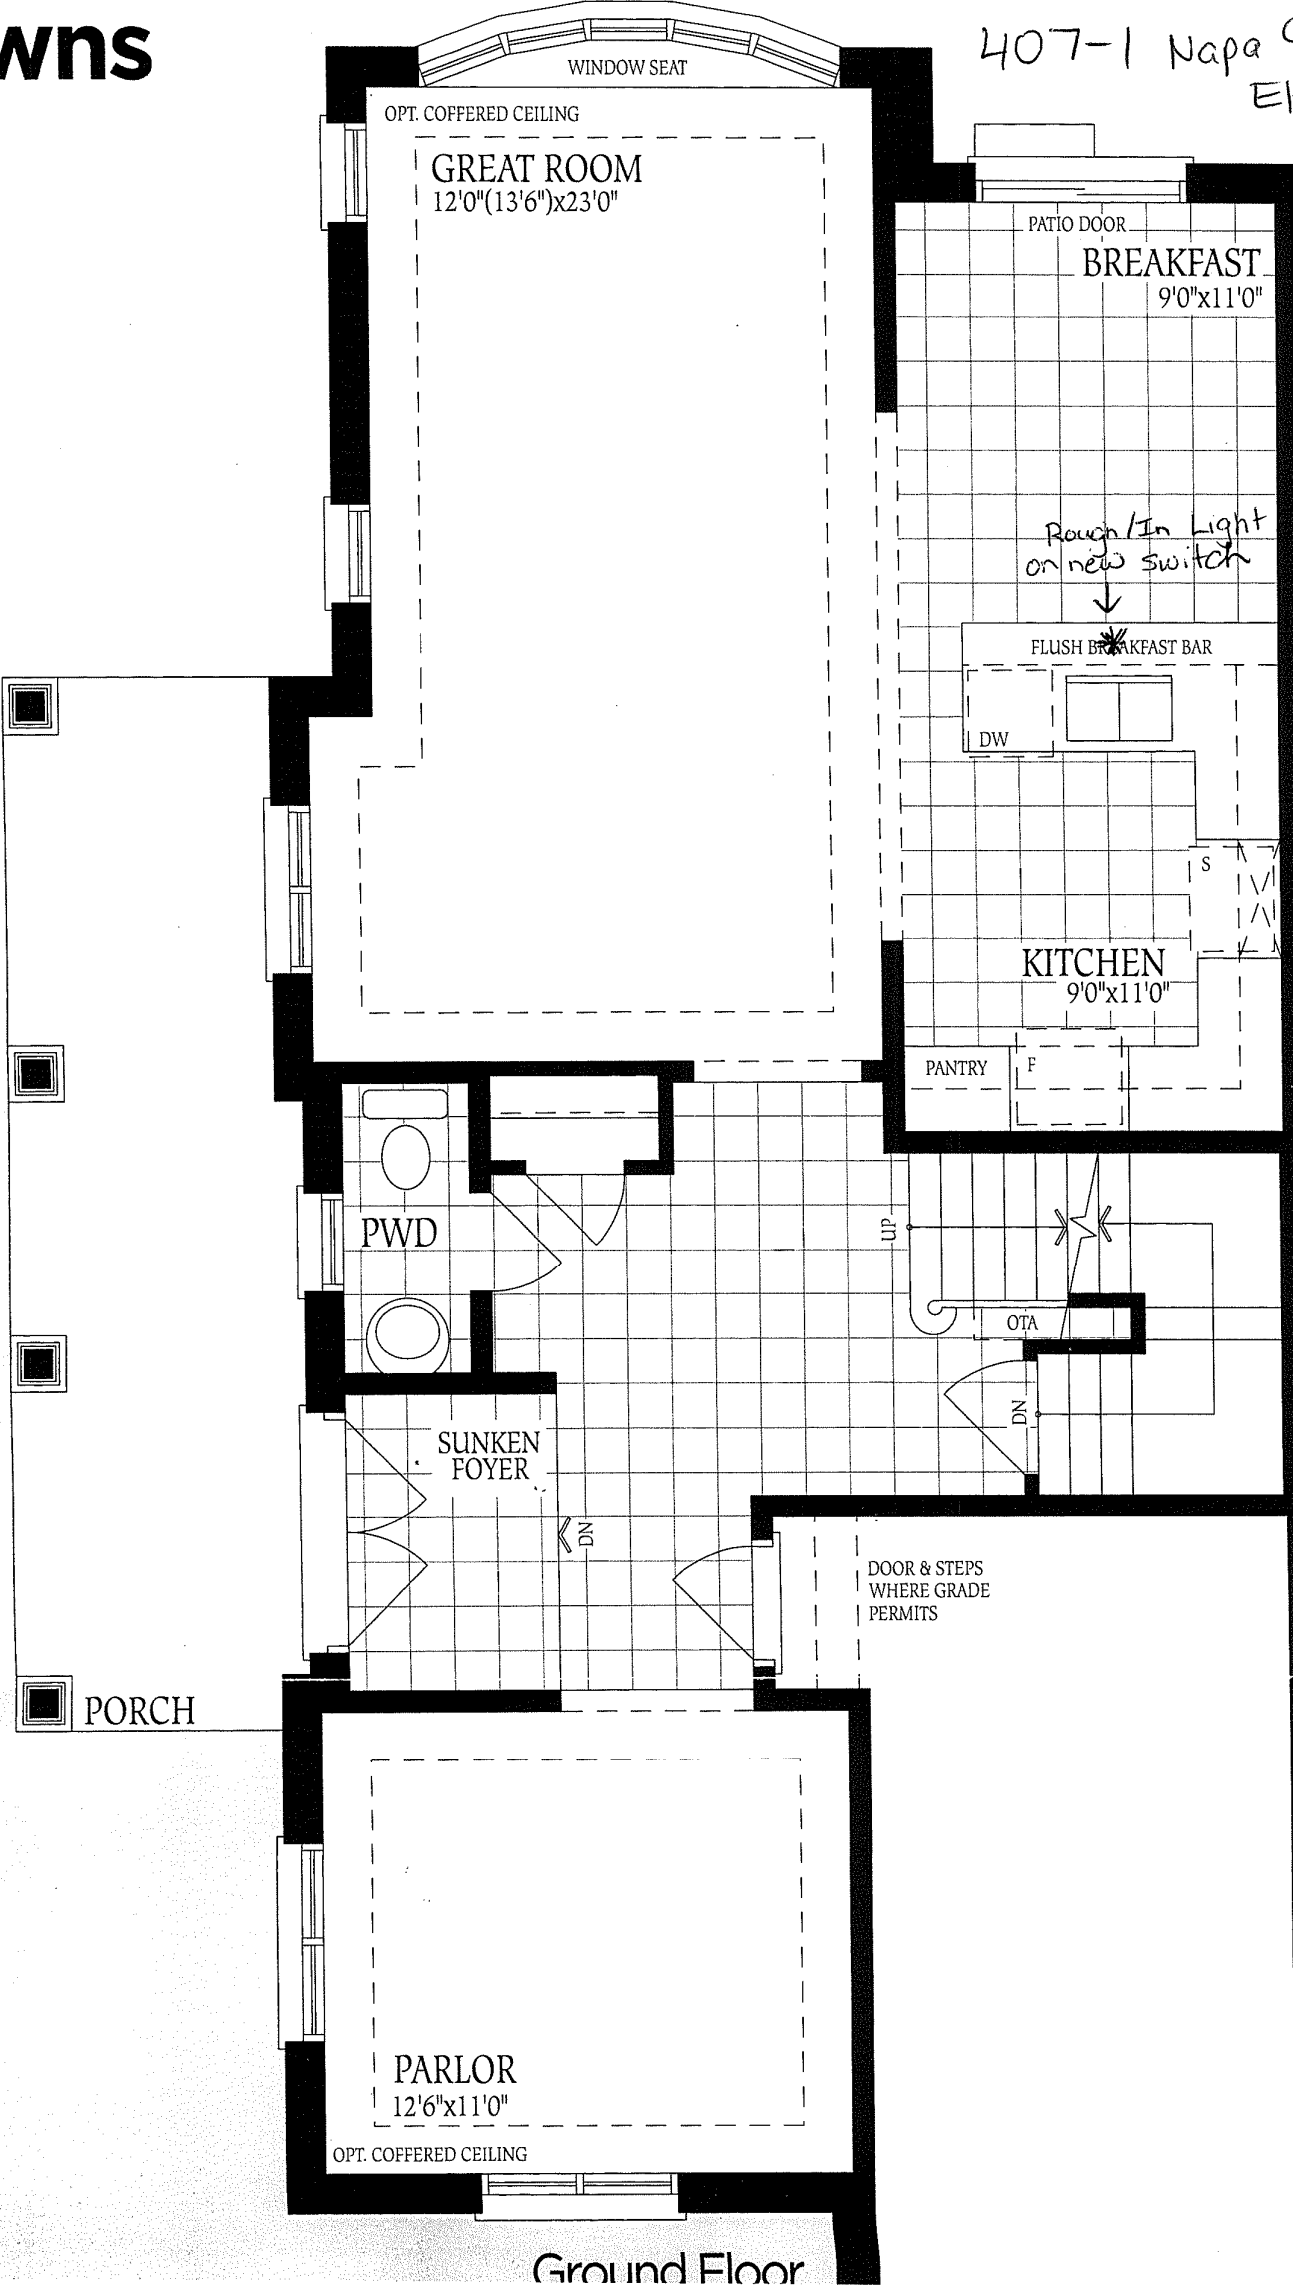 wns
407-1 Napa
El
WINDOW SEAT
OPT. COFFERED CEILING
GREAT ROOM
12'0"(13'6")x23'0"
PATIO DOOR
BREAKFAST
9'0"x11'0"
Rough/In Light
on new switch
FLUSH BREAKFAST BAR
DW
S
KITCHEN
9'0"x11'0"
PANTRY
F
PWD
UP
OTA
DN
SUNKEN
FOYER
DN
DOOR & STEPS
WHERE GRADE
PERMITS
PORCH
PARLOR
12'6"x11'0"
OPT. COFFERED CEILING
Ground Floor